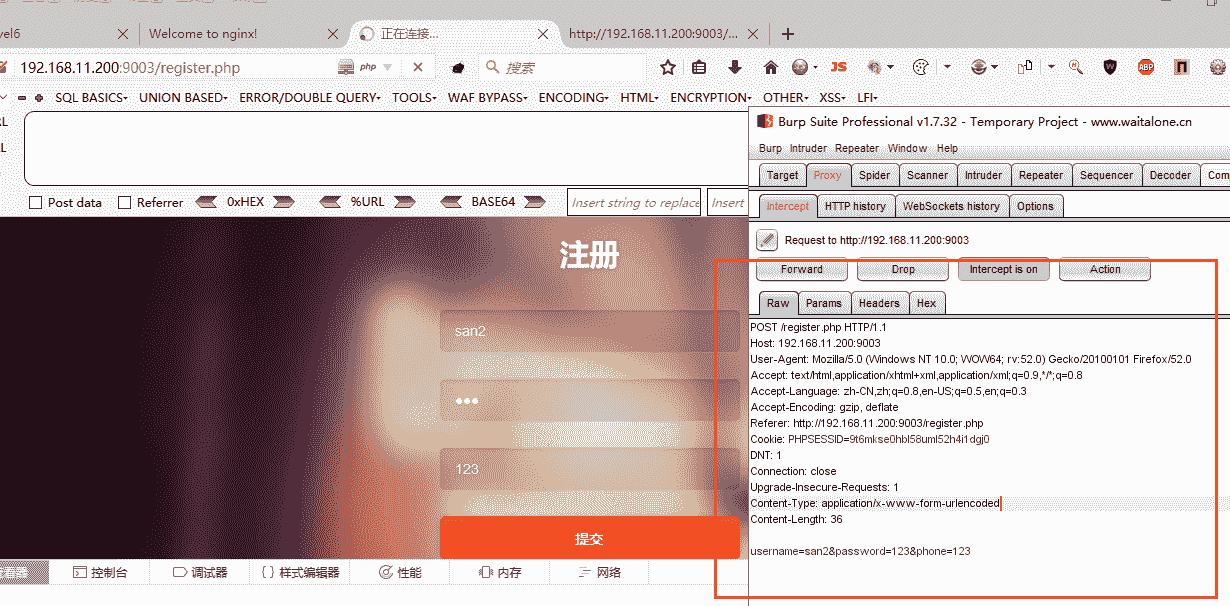 vel6
Welcome to nginx!
正在连接...
http://192.168.11.200:9003/...
192.168.11.200:9003/register.php
php
搜索
JS
ABP
SQL BASICS
UNION BASED
ERROR/DOUBLE QUERY
TOOLS
WAF BYPASS
ENCODING
HTML
ENCRYPTION
OTHER
XSS
LFI
RL
L
Post data
Referrer
0xHEX
%URL
BASE64
Insert string to replace
Insert
注册
san2
•••
123
提交
控制台
调试器
{ } 样式编辑器
性能
内存
网络
Burp Suite Professional v1.7.32 - Temporary Project - www.waitalone.cn
Burp Intruder Repeater Window Help
Target Proxy Spider Scanner Intruder Repeater Sequencer Decoder Com
Intercept HTTP history WebSockets history Options
Request to http://192.168.11.200:9003
Forward Drop Intercept is on Action
Raw Params Headers Hex
POST /register.php HTTP/1.1
Host: 192.168.11.200:9003
User-Agent: Mozilla/5.0 (Windows NT 10.0; WOW64; rv:52.0) Gecko/20100101 Firefox/52.0
Accept: text/html,application/xhtml+xml,application/xml;q=0.9,*/*;q=0.8
Accept-Language: zh-CN,zh;q=0.8,en-US;q=0.5,en;q=0.3
Accept-Encoding: gzip, deflate
Referer: http://192.168.11.200:9003/register.php
Cookie: PHPSESSID=9t6mkse0hbl58uml52h4i1dgj0
DNT: 1
Connection: close
Upgrade-Insecure-Requests: 1
Content-Type: application/x-www-form-urlencoded
Content-Length: 36
username=san2&password=123&phone=123